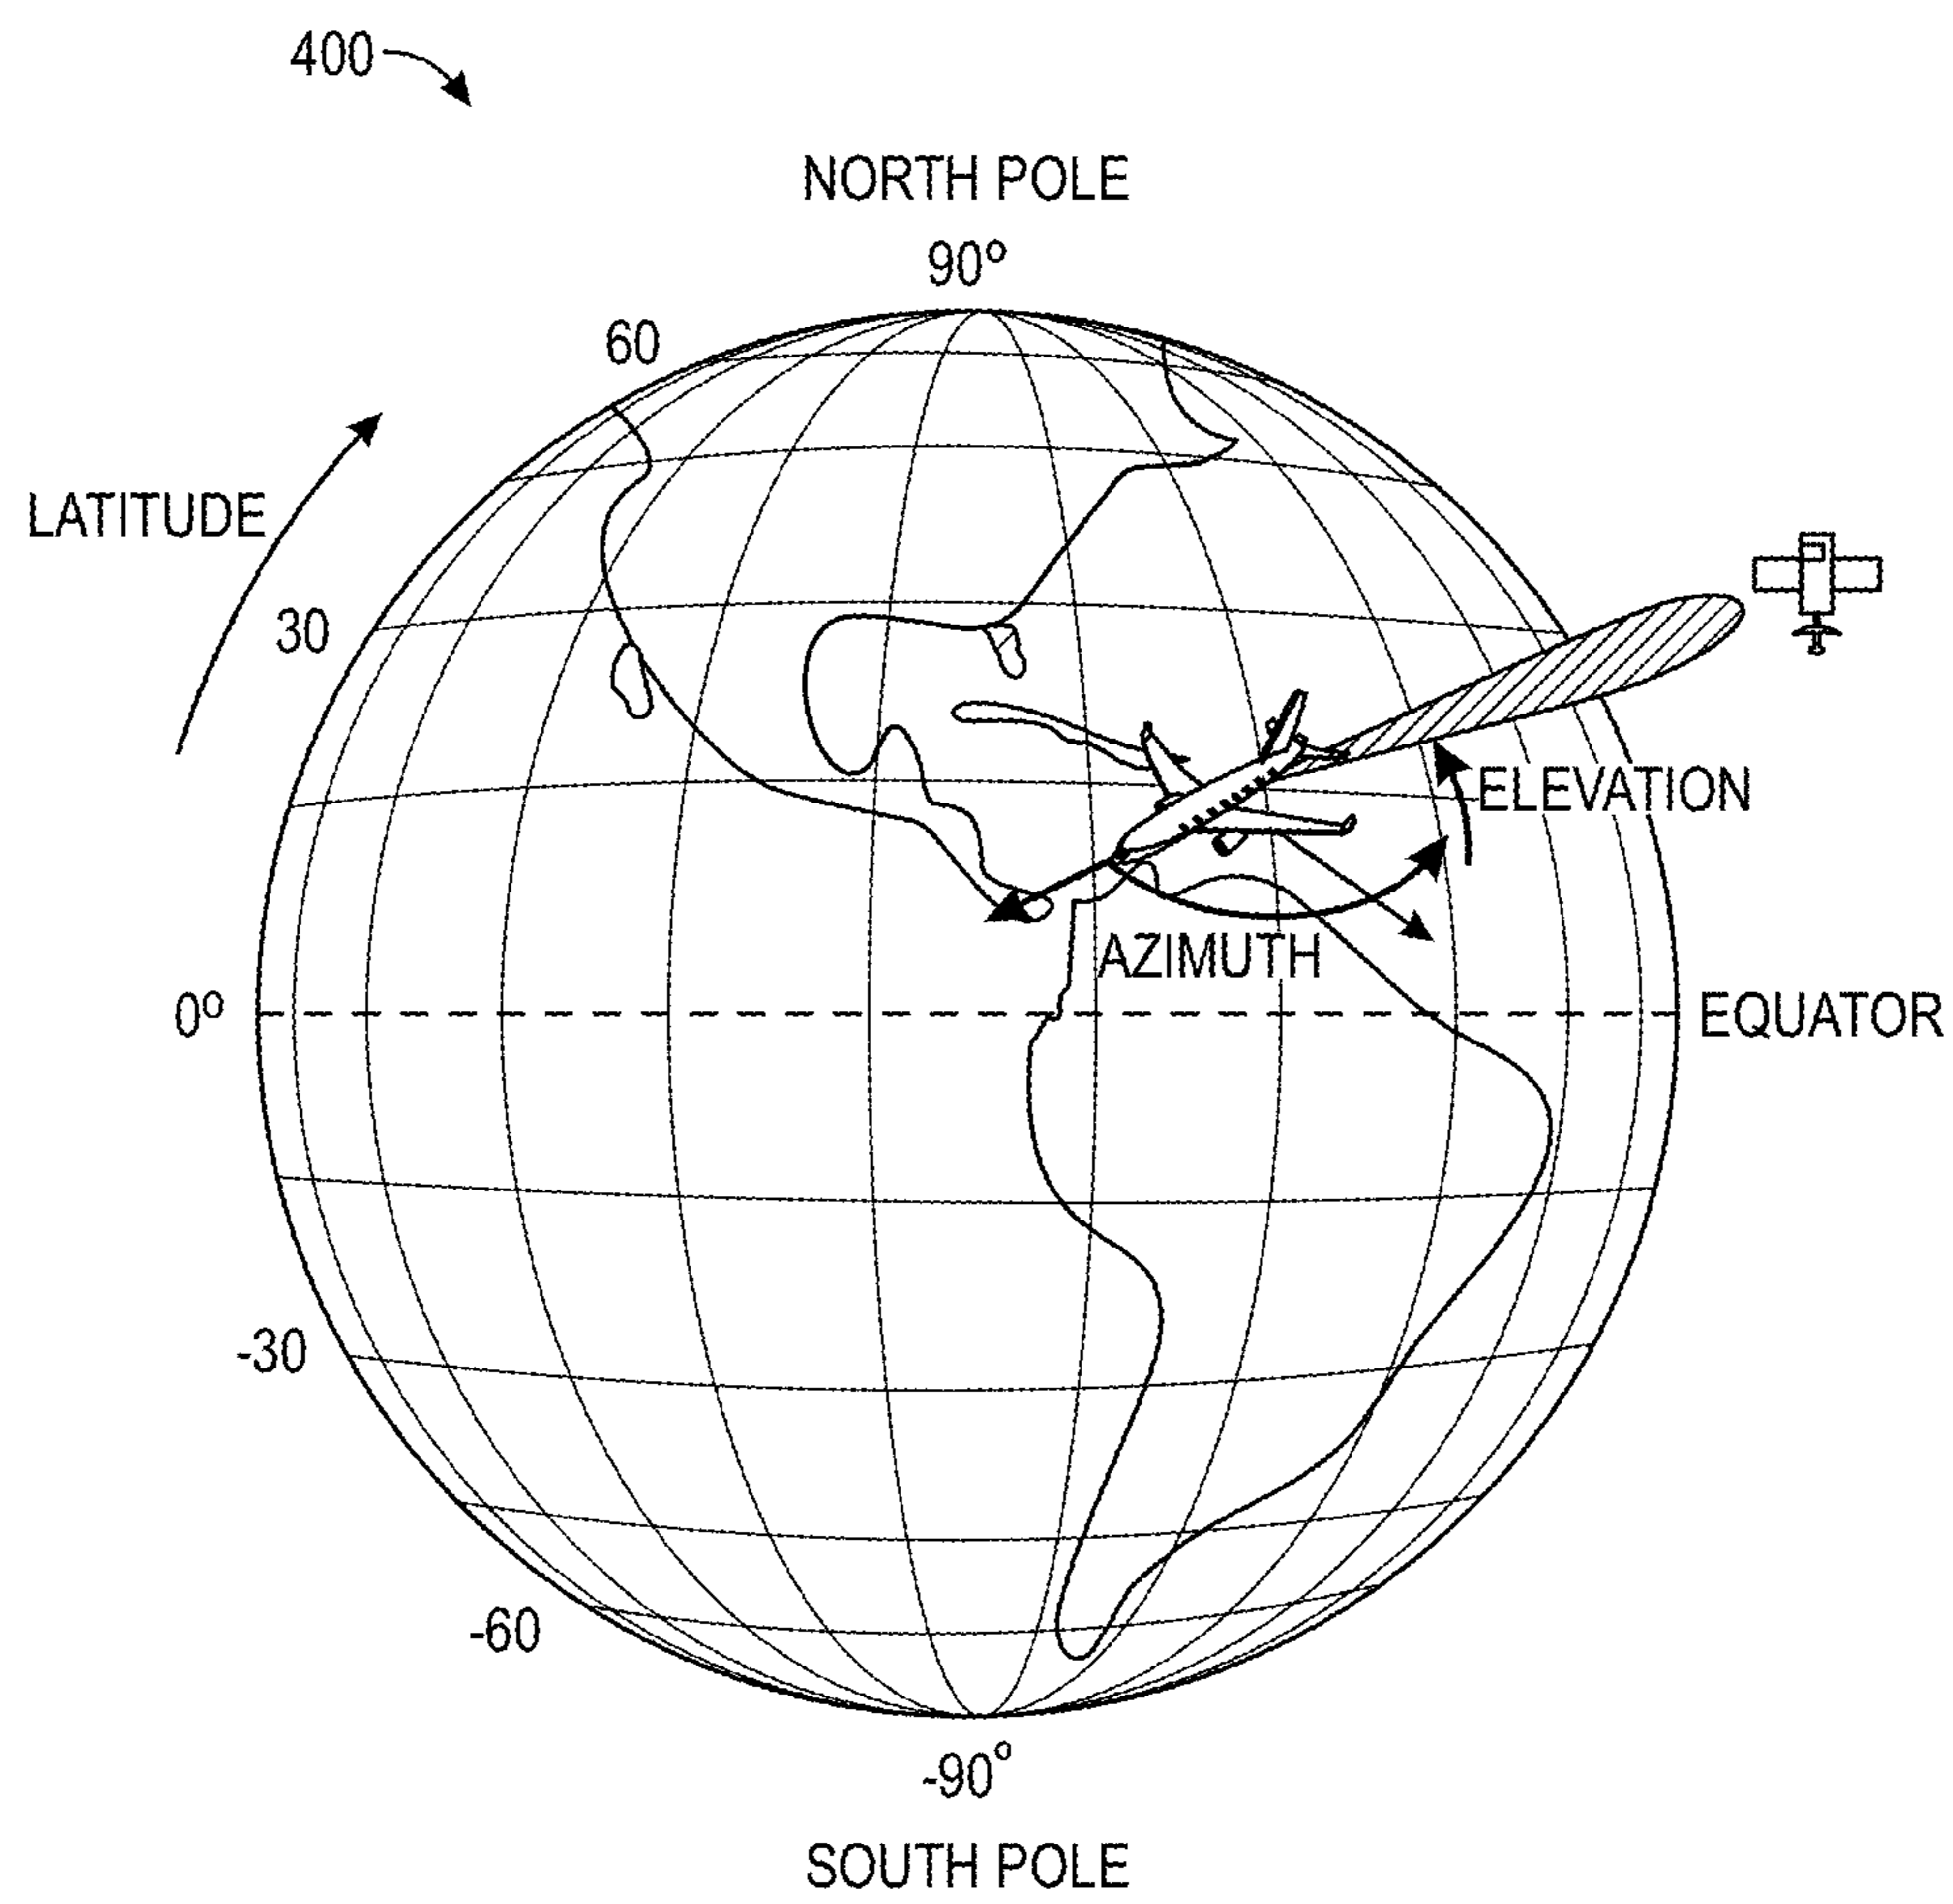 400
NORTH POLE
90°
60
LATITUDE
30
ELEVATION
AZIMUTH
0°
EQUATOR
-30
-60
-90°
SOUTH POLE